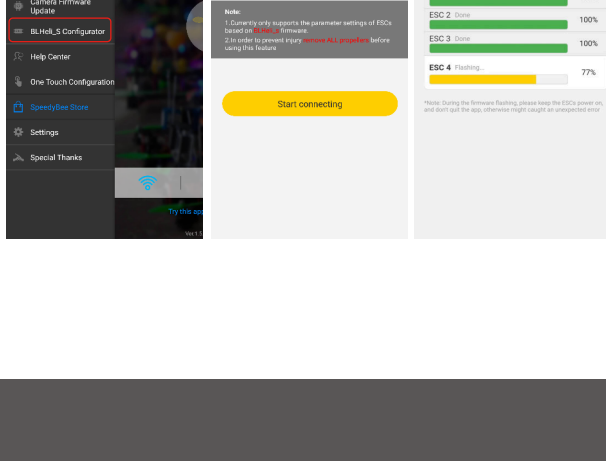 Camera Firmware
Update
BLHeli_S Configurator
Help Center
One Touch Configuration
SpeedyBee Store
Settings
Special Thanks
Try this app
Ver:1.5
Note:
1.Currently only supports the parameter settings of ESCs
based on BLHeli_s firmware.
2.In order to prevent injury remove ALL propellers before
using this feature
Start connecting
ESC 2 Done
100%
ESC 3 Done
100%
ESC 4 Flashing...
77%
*Note: During the firmware flashing, please keep the ESCs power on,
and don't quit the app, otherwise might caught an unexpected error